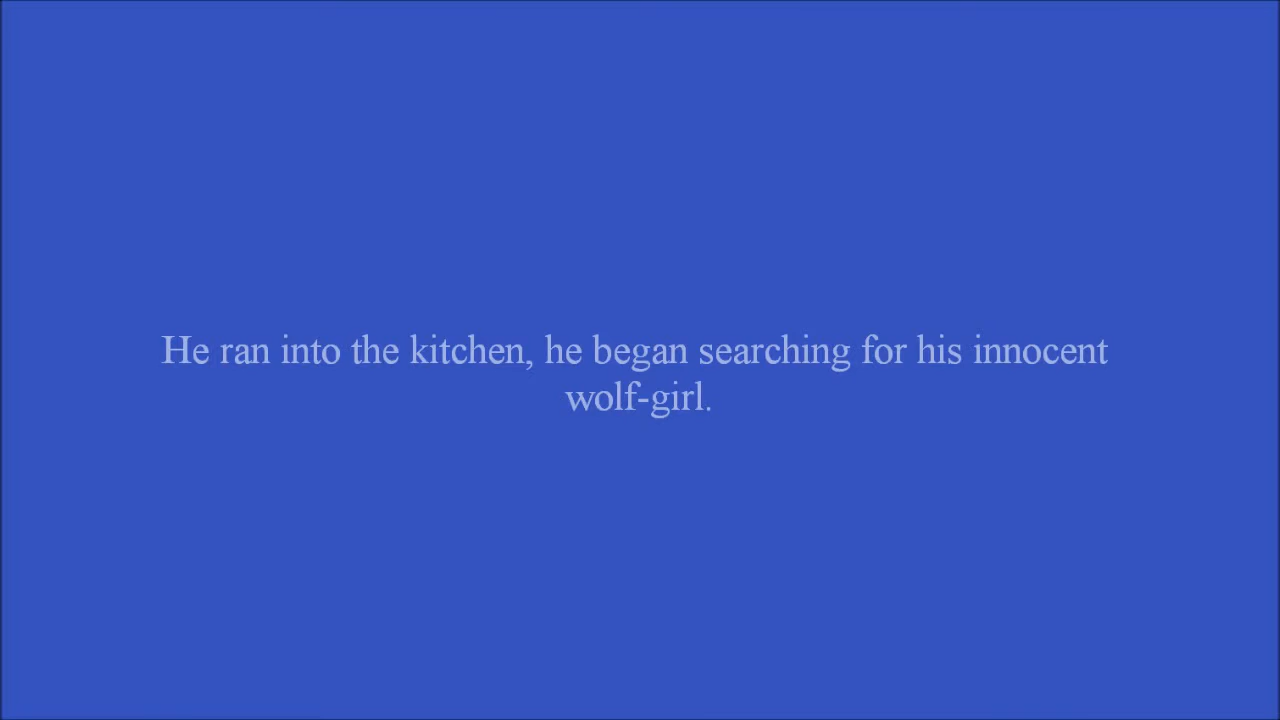 He ran into the kitchen, he began searching for his innocent
wolf-girl.